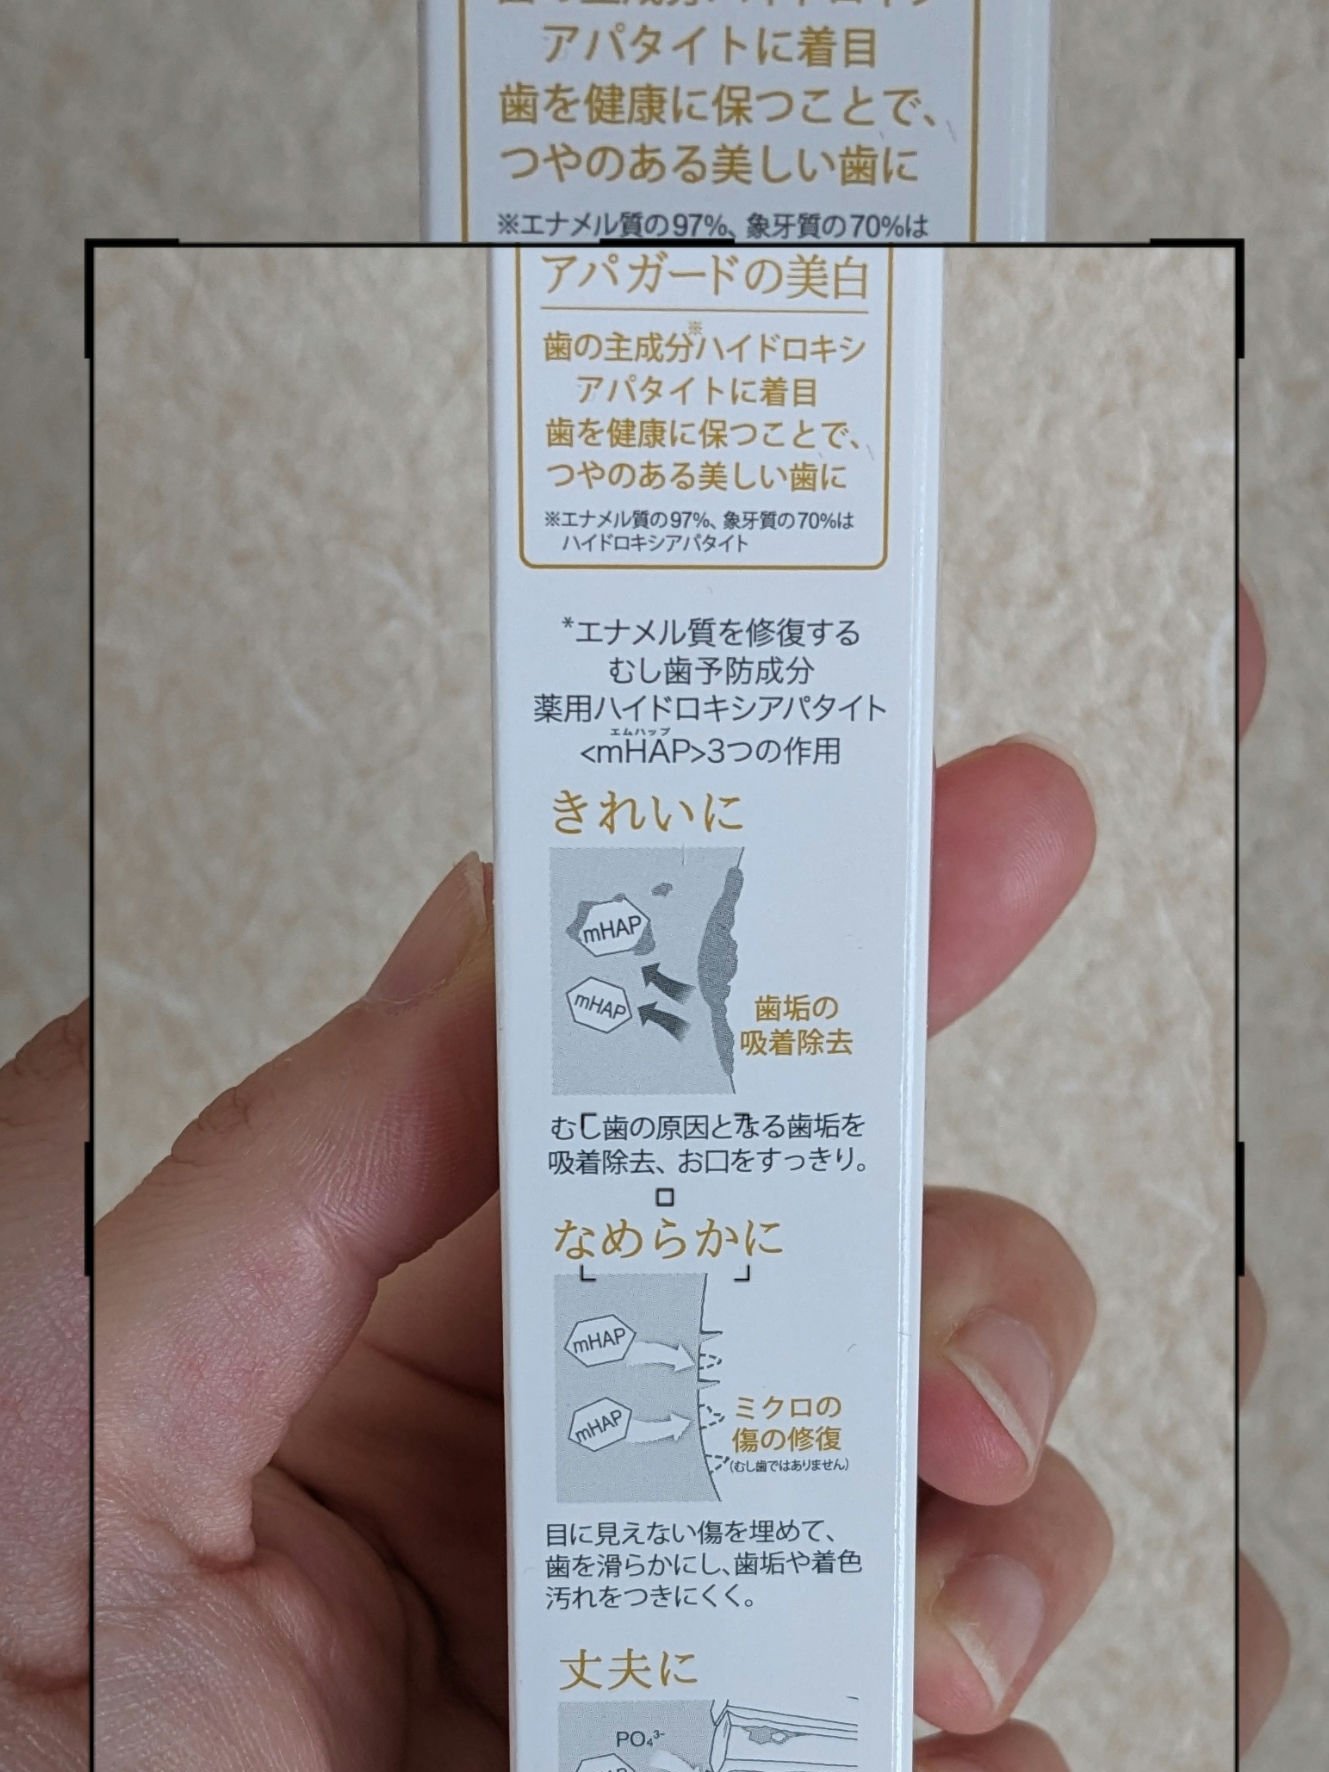 アパタイトに着目
歯を健康に保つことで、
つやのある美しい歯に
※エナメル質の97%、象牙質の70%は
アパガードの美白
歯の主成分※ハイドロキシ
アパタイトに着目
歯を健康に保つことで、
つやのある美しい歯に
※エナメル質の97%、象牙質の70%は
ハイドロキシアパタイト
*エナメル質を修復する
むし歯予防成分
薬用ハイドロキシアパタイト
エムハップ
<mHAP>3つの作用
きれいに
mHAP
mHAP
歯垢の
吸着除去
むし歯の原因となる歯垢を
吸着除去、お口をすっきり。
なめらかに
mHAP
mHAP
ミクロの
傷の修復
(むし歯ではありません)
目に見えない傷を埋めて、
歯を滑らかにし、歯垢や着色
汚れをつきにくく。
丈夫に
PO₄³⁻